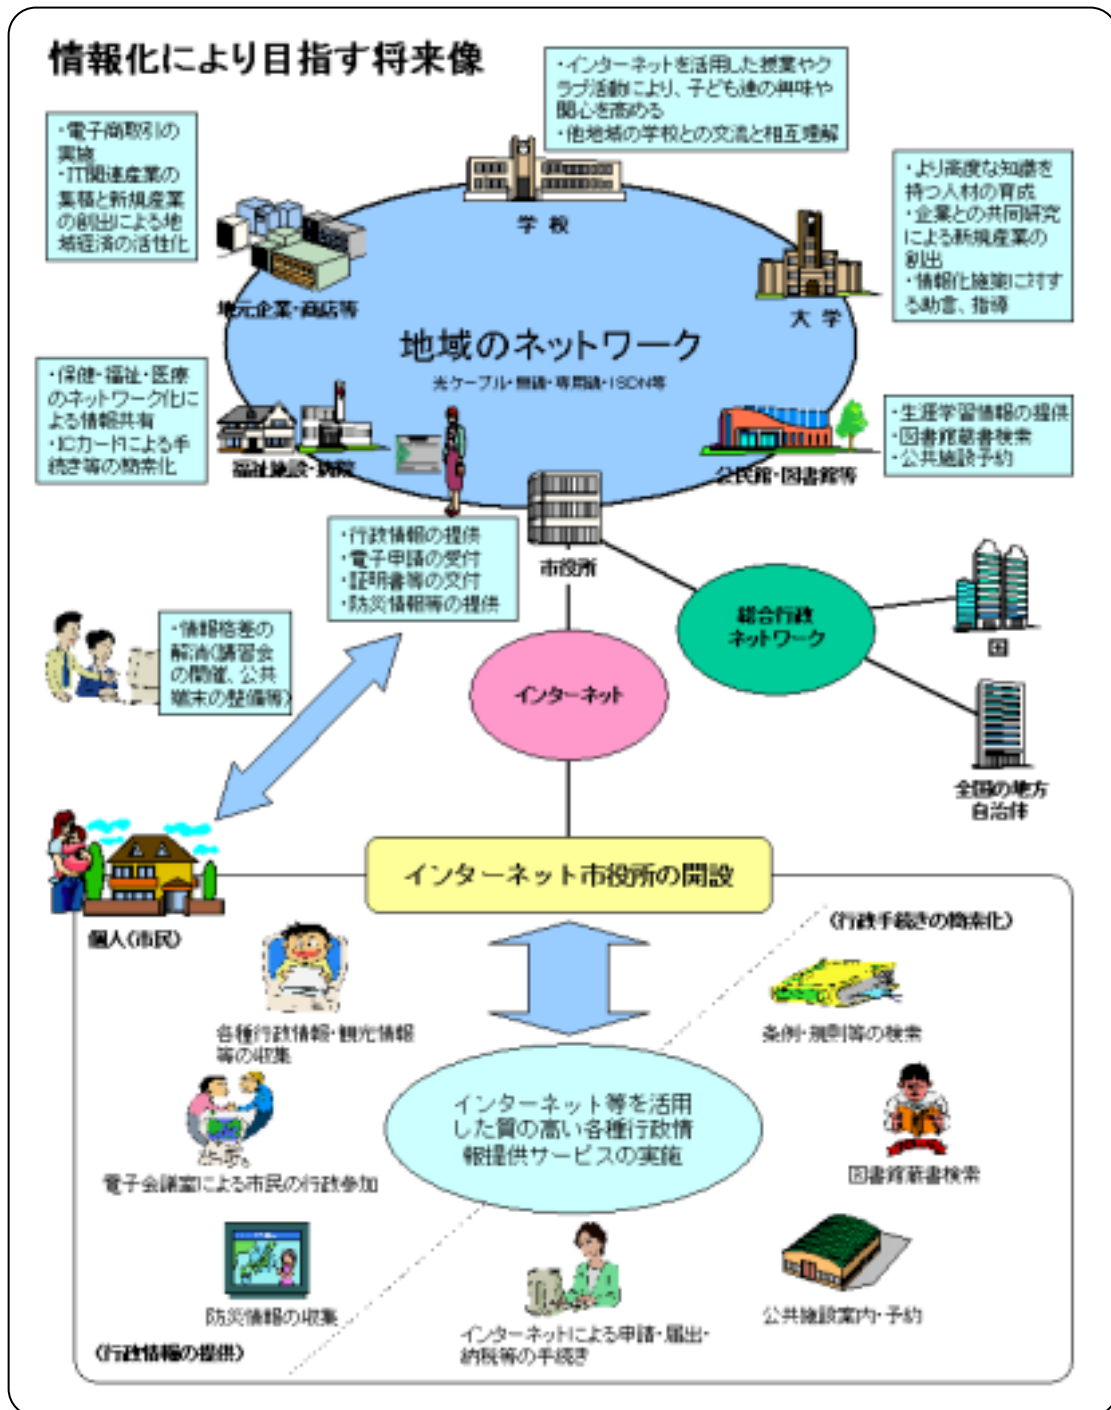 情報化により目指す将来像
・インターネットを活用した授業やク
ラブ活動により、子ども達の興味や
関心を高める
・他地域の学校との交流と相互理解
・電子商取引の
実施
・IT関連産業の
集積と新規産業
の創出による地
域経済の活性化
学 校
・より高度な知識を
持つ人材の育成
・企業との共同研究
による新規産業の
創出
・情報化施策に対す
る助言、指導
地元企業・商店等
大 学
地域のネットワーク
光ケーブル・無線・専用線・ISDN等
・保健・福祉・医療
のネットワーク化に
よる情報共有
・ICカードによる手
続き等の簡素化
福祉施設・病院
公民館・図書館等
・生涯学習情報の提供
・図書館蔵書検索
・公共施設予約
・行政情報の提供
・電子申請の受付
・証明書等の交付
・防災情報等の提供
市役所
総合行政
ネットワーク
国
・情報格差の
解消(講習会
の開催、公共
端末の整備等)
インターネット
全国の地方
自治体
インターネット市役所の開設
個人(市民)
(行政手続きの簡素化)
各種行政情報・観光情報
等の収集
条例・規則等の検索
インターネット等を活用
した質の高い各種行政情
報提供サービスの実施
電子会議室による市民の行政参加
図書館蔵書検索
防災情報の収集
インターネットによる申請・届出・
納税等の手続き
公共施設案内・予約
(行政情報の提供)